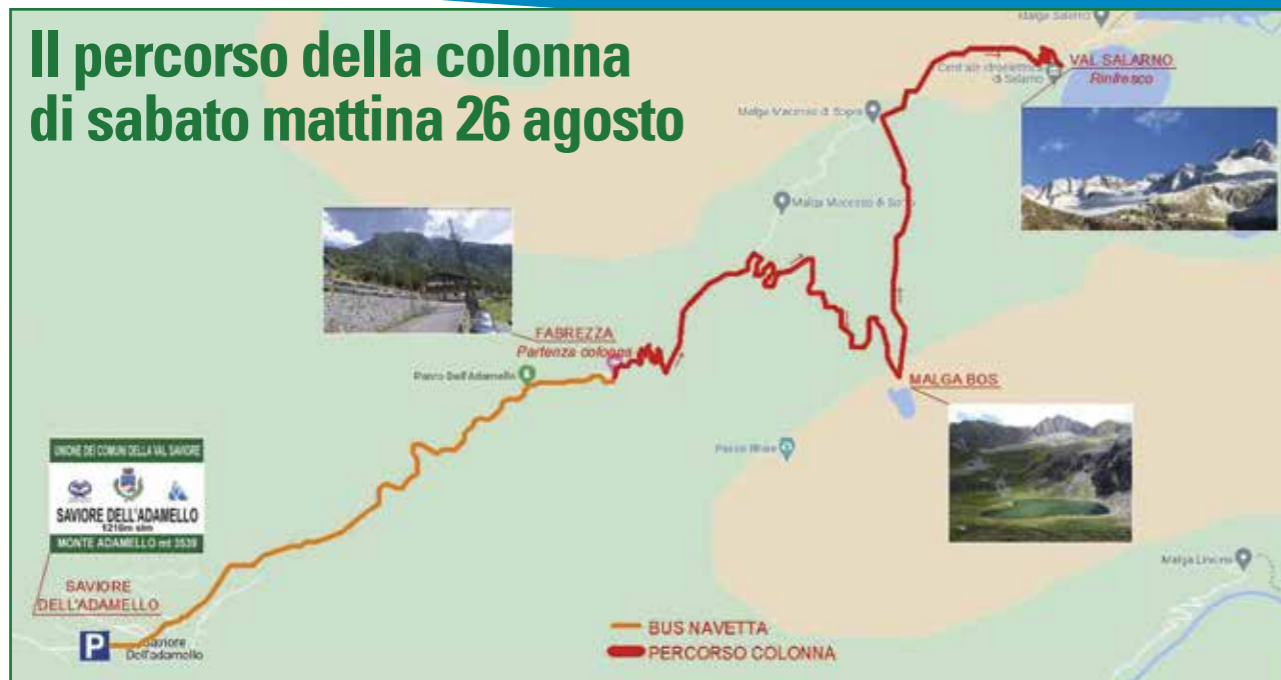 Il percorso della colonna
di sabato mattina 26 agosto
Malga Salarno
Centrale idroelettrica
di Salarno
VAL SALARNO
Rinfresco
Malga Macesso di Sopra
Malga Macesso di Sotto
FABREZZA
Partenza colonna
Parco Dell'Adamello
MALGA BOS
Passo
UNIONE DEI COMUNI DELLA VAL SAVIORE
SAVIORE DELL'ADAMELLO
1210m slm
MONTE ADAMELLO mt 3539
Malga Lincino
SAVIORE
DELL'ADAMELLO
P
Saviore
Dell'adamello
BUS NAVETTA
PERCORSO COLONNA